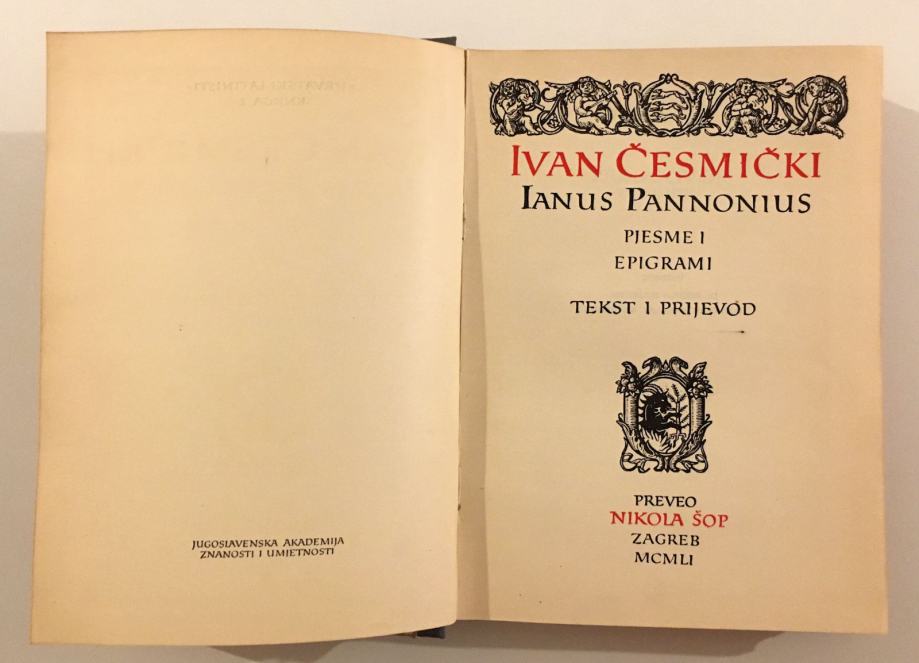 JUGOSLAVENSKA AKADEMIJA
ZNANOSTI I UMJETNOSTI
IVAN ČESMIČKI
IANUS PANNONIUS
PJESME I
EPIGRAMI
TEKST I PRIJEVOD
PREVEO
NIKOLA ŠOP
ZAGREB
MCMLI